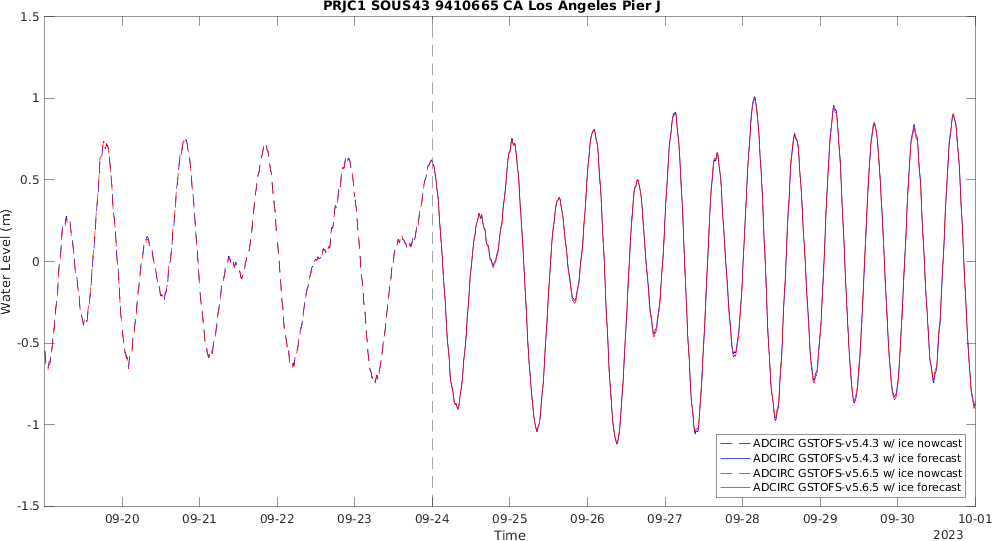 PRJC1 SOUS43 9410665 CA Los Angeles Pier J
1.5
1
0.5
0
-0.5
-1
-1.5
Water Level (m)
09-20 09-21 09-22 09-23 09-24 09-25 09-26 09-27 09-28 09-29 09-30 10-01
Time
2023
ADCIRC GSTOFS-v5.4.3 w/ ice nowcast
ADCIRC GSTOFS-v5.4.3 w/ ice forecast
ADCIRC GSTOFS-v5.6.5 w/ ice nowcast
ADCIRC GSTOFS-v5.6.5 w/ ice forecast